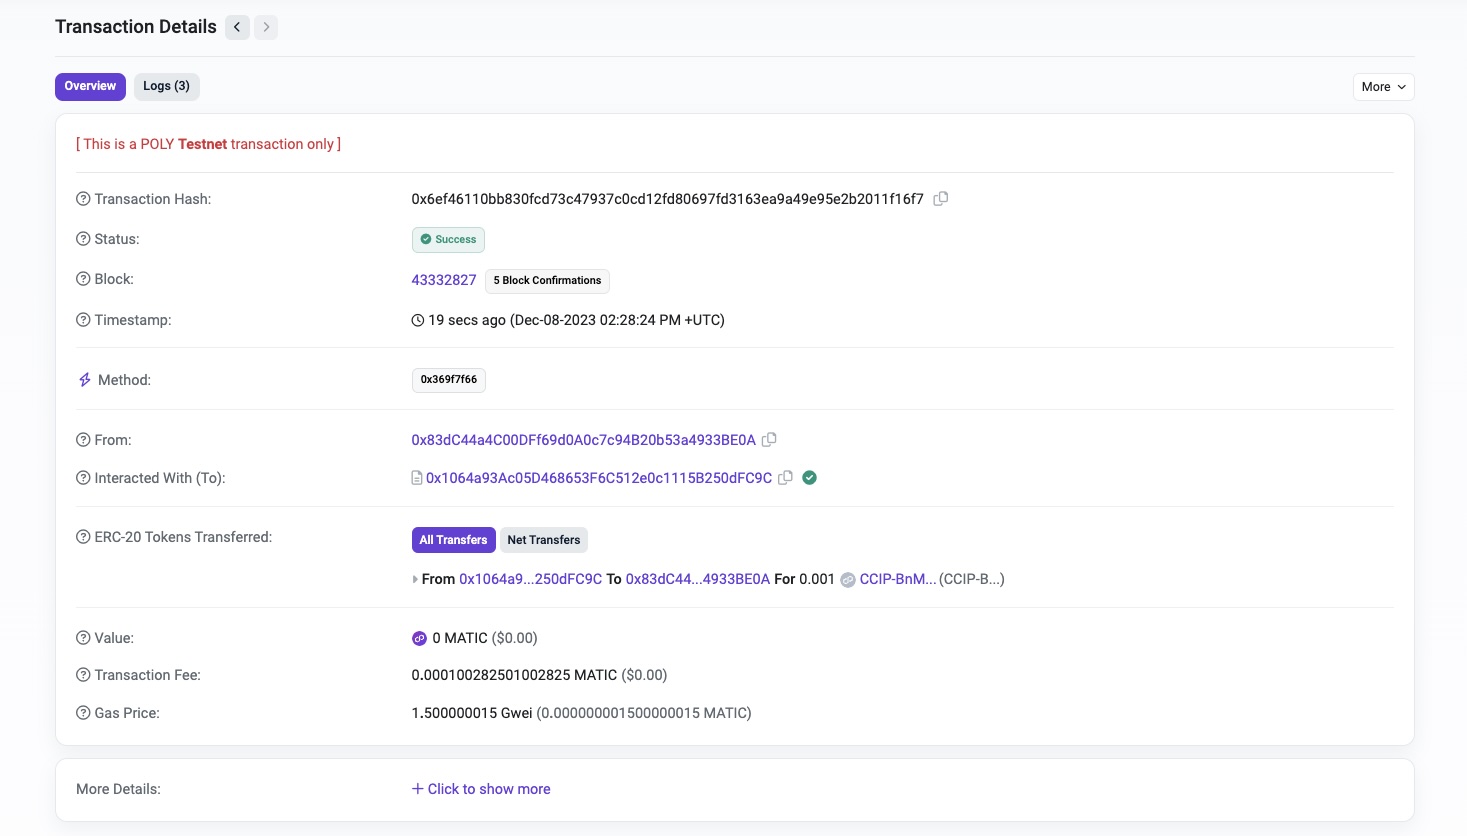 Transaction Details
Overview Logs (3) More
[ This is a POLY Testnet transaction only ]
Transaction Hash: 0x6ef46110bb830fcd73c47937c0cd12fd80697fd3163ea9a49e95e2b2011f16f7
Status: Success
Block: 43332827 5 Block Confirmations
Timestamp: 19 secs ago (Dec-08-2023 02:28:24 PM +UTC)
Method: 0x369f7f66
From: 0x83dC44a4C00DFf69d0A0c7c94B20b53a4933BE0A
Interacted With (To): 0x1064a93Ac05D468653F6C512e0c1115B250dFC9C
ERC-20 Tokens Transferred: All Transfers Net Transfers
From 0x1064a9...250dFC9C To 0x83dC44...4933BE0A For 0.001 CCIP-BnM... (CCIP-B...)
Value: 0 MATIC ($0.00)
Transaction Fee: 0.000100282501002825 MATIC ($0.00)
Gas Price: 1.500000015 Gwei (0.000000001500000015 MATIC)
More Details: + Click to show more